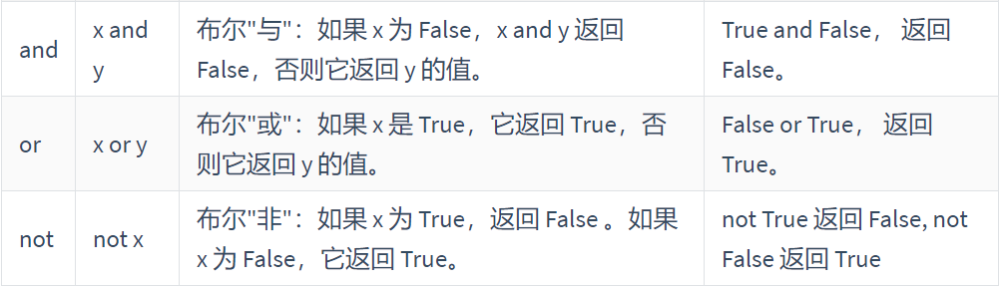 and
x and
y
布尔"与"：如果 x 为 False，x and y 返回
False，否则它返回 y 的值。
True and False， 返回
False。
or
x or y
布尔"或"：如果 x 是 True，它返回 True，否
则它返回 y 的值。
False or True， 返回
True。
not
not x
布尔"非"：如果 x 为 True，返回 False 。如果
x 为 False，它返回 True。
not True 返回 False, not
False 返回 True